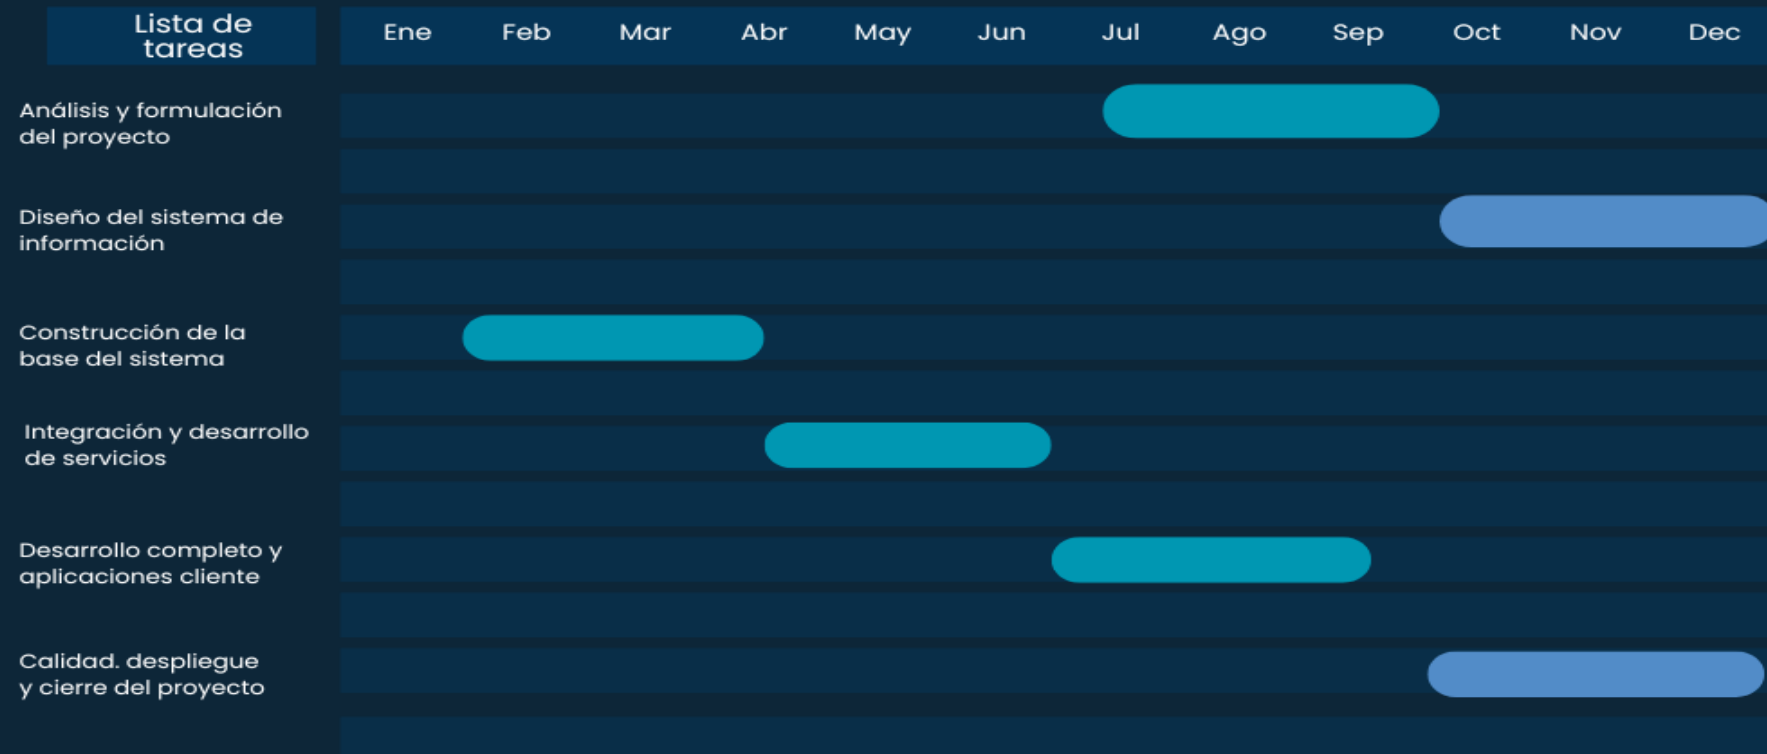 Lista de
tareas
Ene Feb Mar Abr May Jun Jul Ago Sep Oct Nov Dec
Análisis y formulación
del proyecto
Diseño del sistema de
información
Construcción de la
base del sistema
Integración y desarrollo
de servicios
Desarrollo completo y
aplicaciones cliente
Calidad. despliegue
y cierre del proyecto